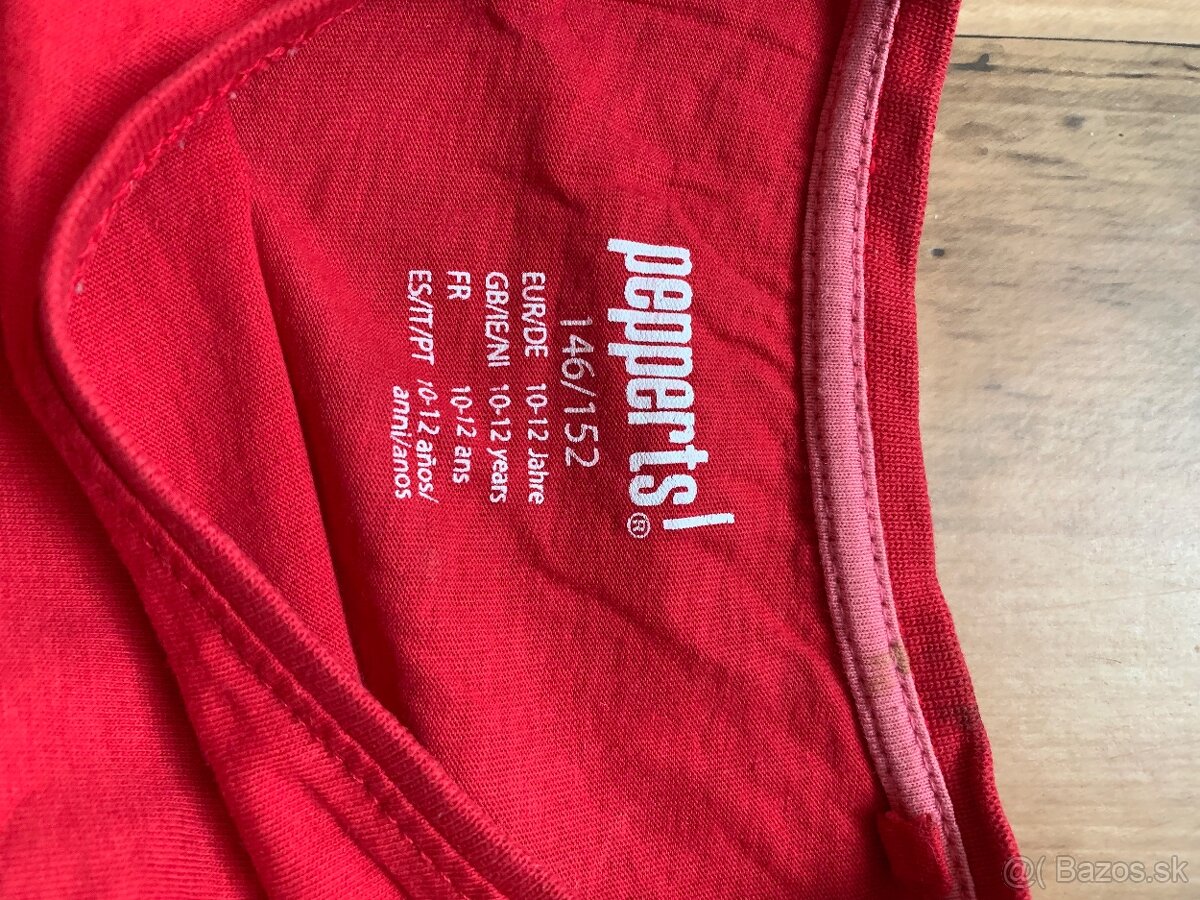 pepperts!®
146/152
EUR/DE 10-12 Jahre
GB/IE/NI 10-12 years
FR 10-12 ans
ES/IT/PT 10-12 años/
anni/anos
@( Bazos.sk